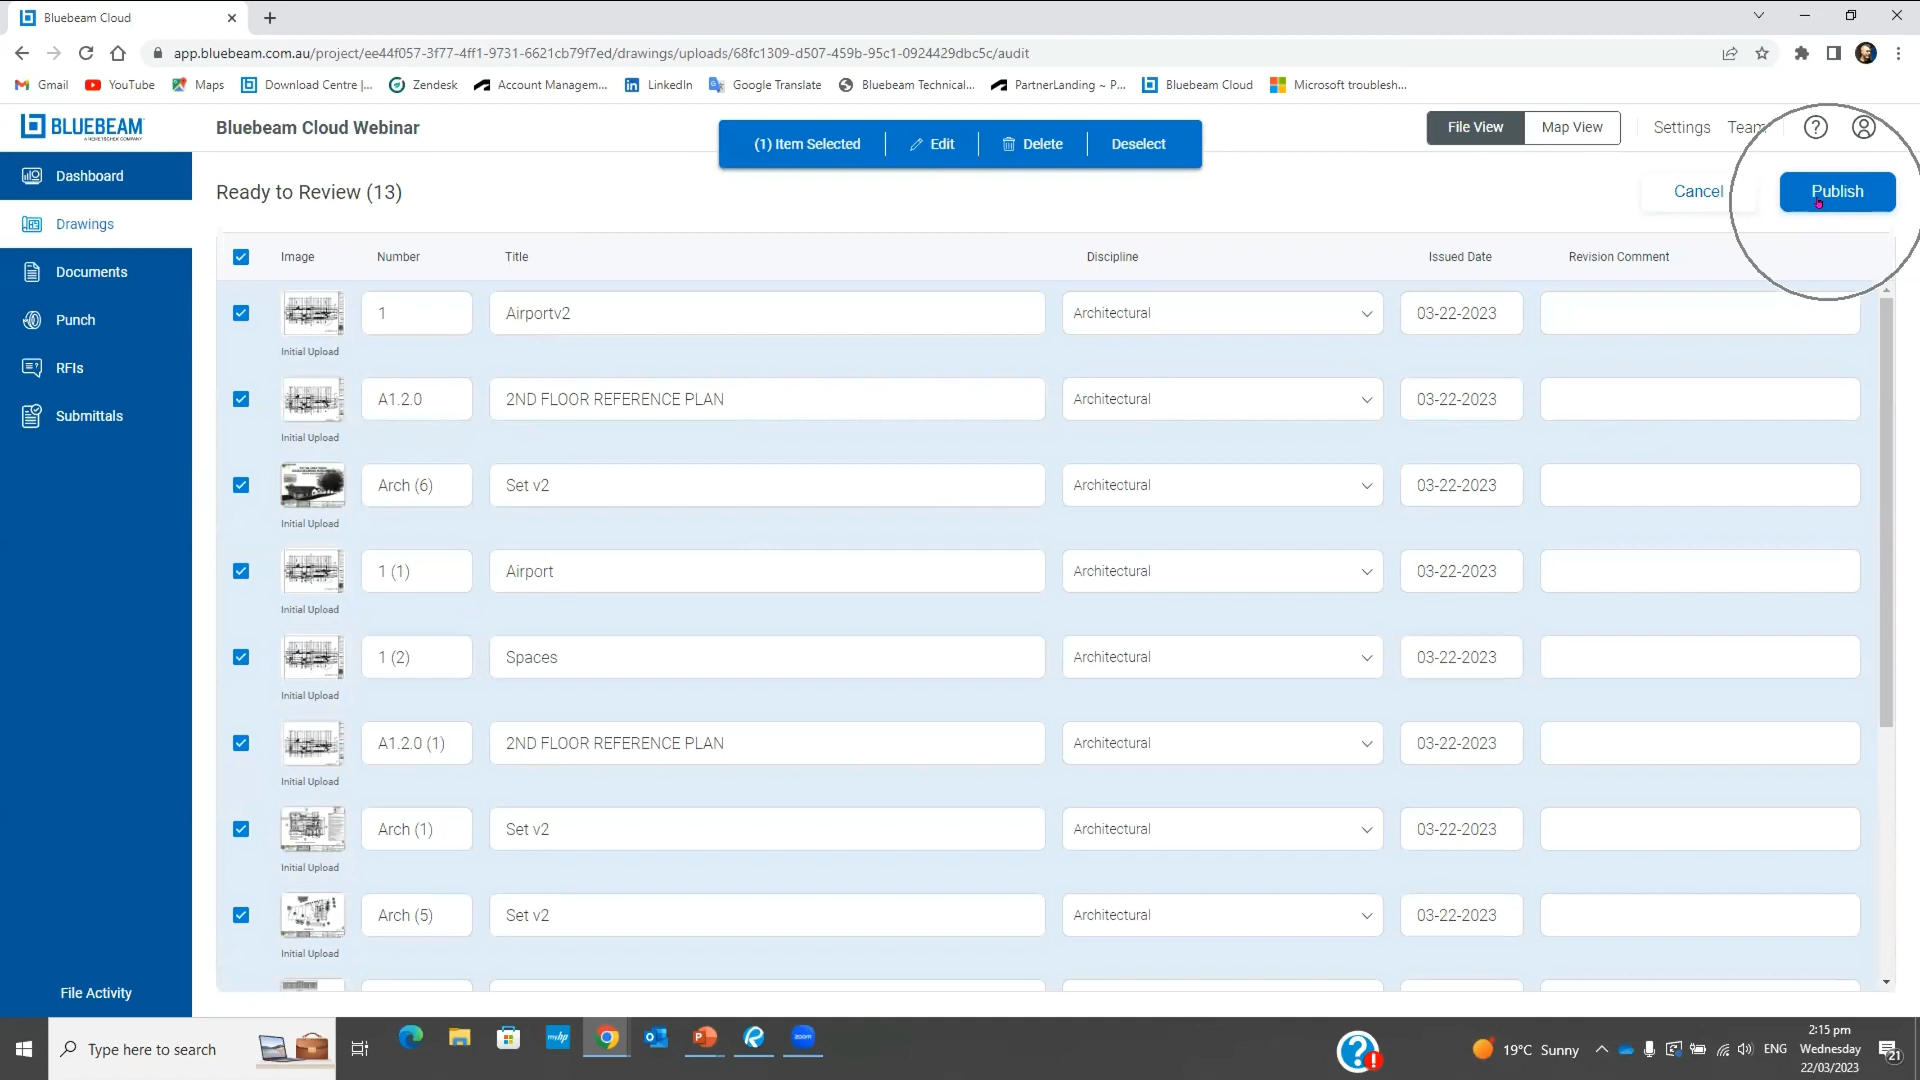 Bluebeam Cloud
app.bluebeam.com.au/project/ee44f057-3f77-4ff1-9731-6621cb79f7ed/drawings/uploads/68fc1309-d507-459b-95c1-0924429dbc5c/audit
Gmail YouTube Maps Download Centre |... Zendesk Account Managem... LinkedIn Google Translate Bluebeam Technical... PartnerLanding ~ P... Bluebeam Cloud Microsoft troublesh...
BLUEBEAM
A NEMETSCHEK COMPANY
Bluebeam Cloud Webinar
(1) Item Selected Edit Delete Deselect
File View Map View Settings Team
Dashboard
Drawings
Documents
Punch
RFIs
Submittals
File Activity
Ready to Review (13)
Cancel Publish
Image Number Title Discipline Issued Date Revision Comment
1 Airportv2 Architectural 03-22-2023
Initial Upload
A1.2.0 2ND FLOOR REFERENCE PLAN Architectural 03-22-2023
Initial Upload
Arch (6) Set v2 Architectural 03-22-2023
Initial Upload
1 (1) Airport Architectural 03-22-2023
Initial Upload
1 (2) Spaces Architectural 03-22-2023
Initial Upload
A1.2.0 (1) 2ND FLOOR REFERENCE PLAN Architectural 03-22-2023
Initial Upload
Arch (1) Set v2 Architectural 03-22-2023
Initial Upload
Arch (5) Set v2 Architectural 03-22-2023
Initial Upload
Type here to search
myhp
zoom
19°C Sunny
ENG
2:15 pm
Wednesday
22/03/2023
21